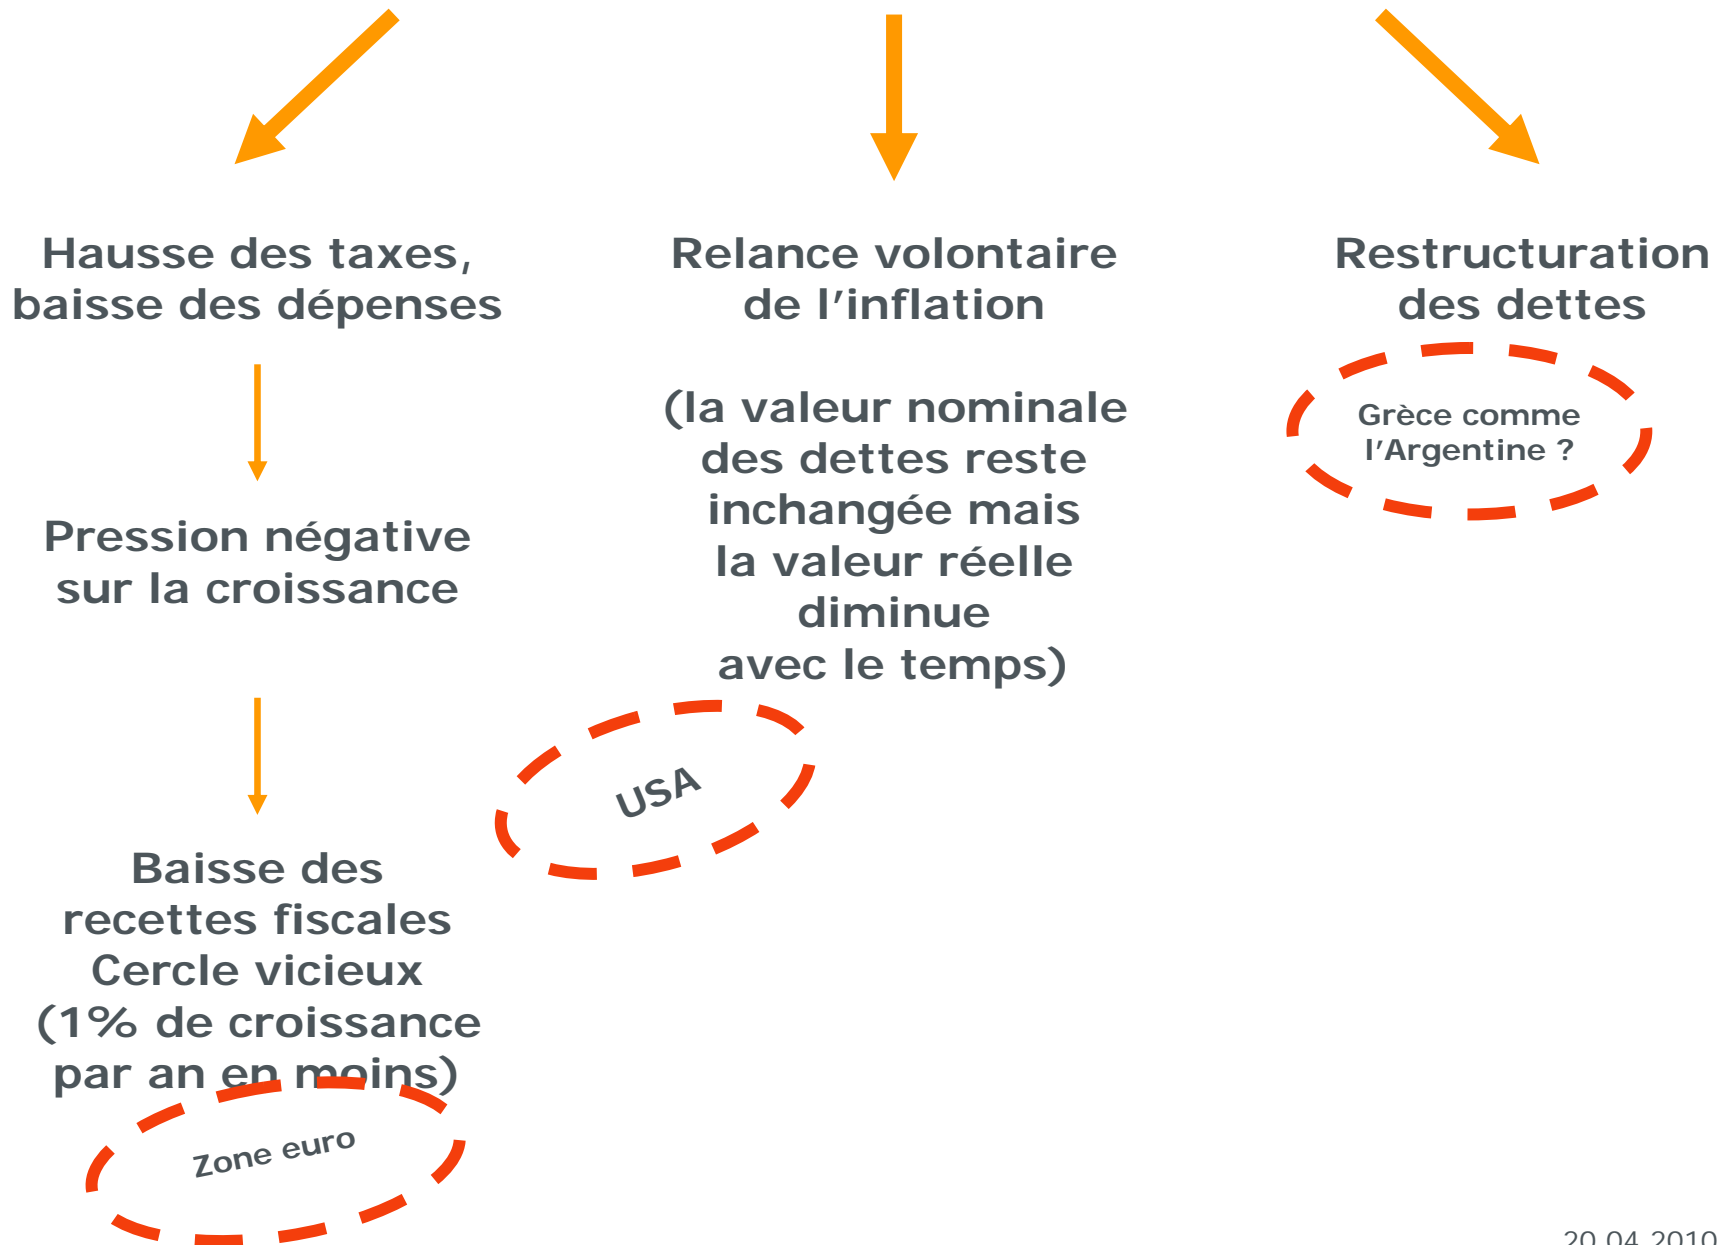 Hausse des taxes,
baisse des dépenses
Pression négative
sur la croissance
Baisse des
recettes fiscales
Cercle vicieux
(1% de croissance
par an en moins)
Zone euro
Relance volontaire
de l'inflation
(la valeur nominale
des dettes reste
inchangée mais
la valeur réelle
diminue
avec le temps)
USA
Restructuration
des dettes
Grèce comme
l'Argentine ?
20.04.2010